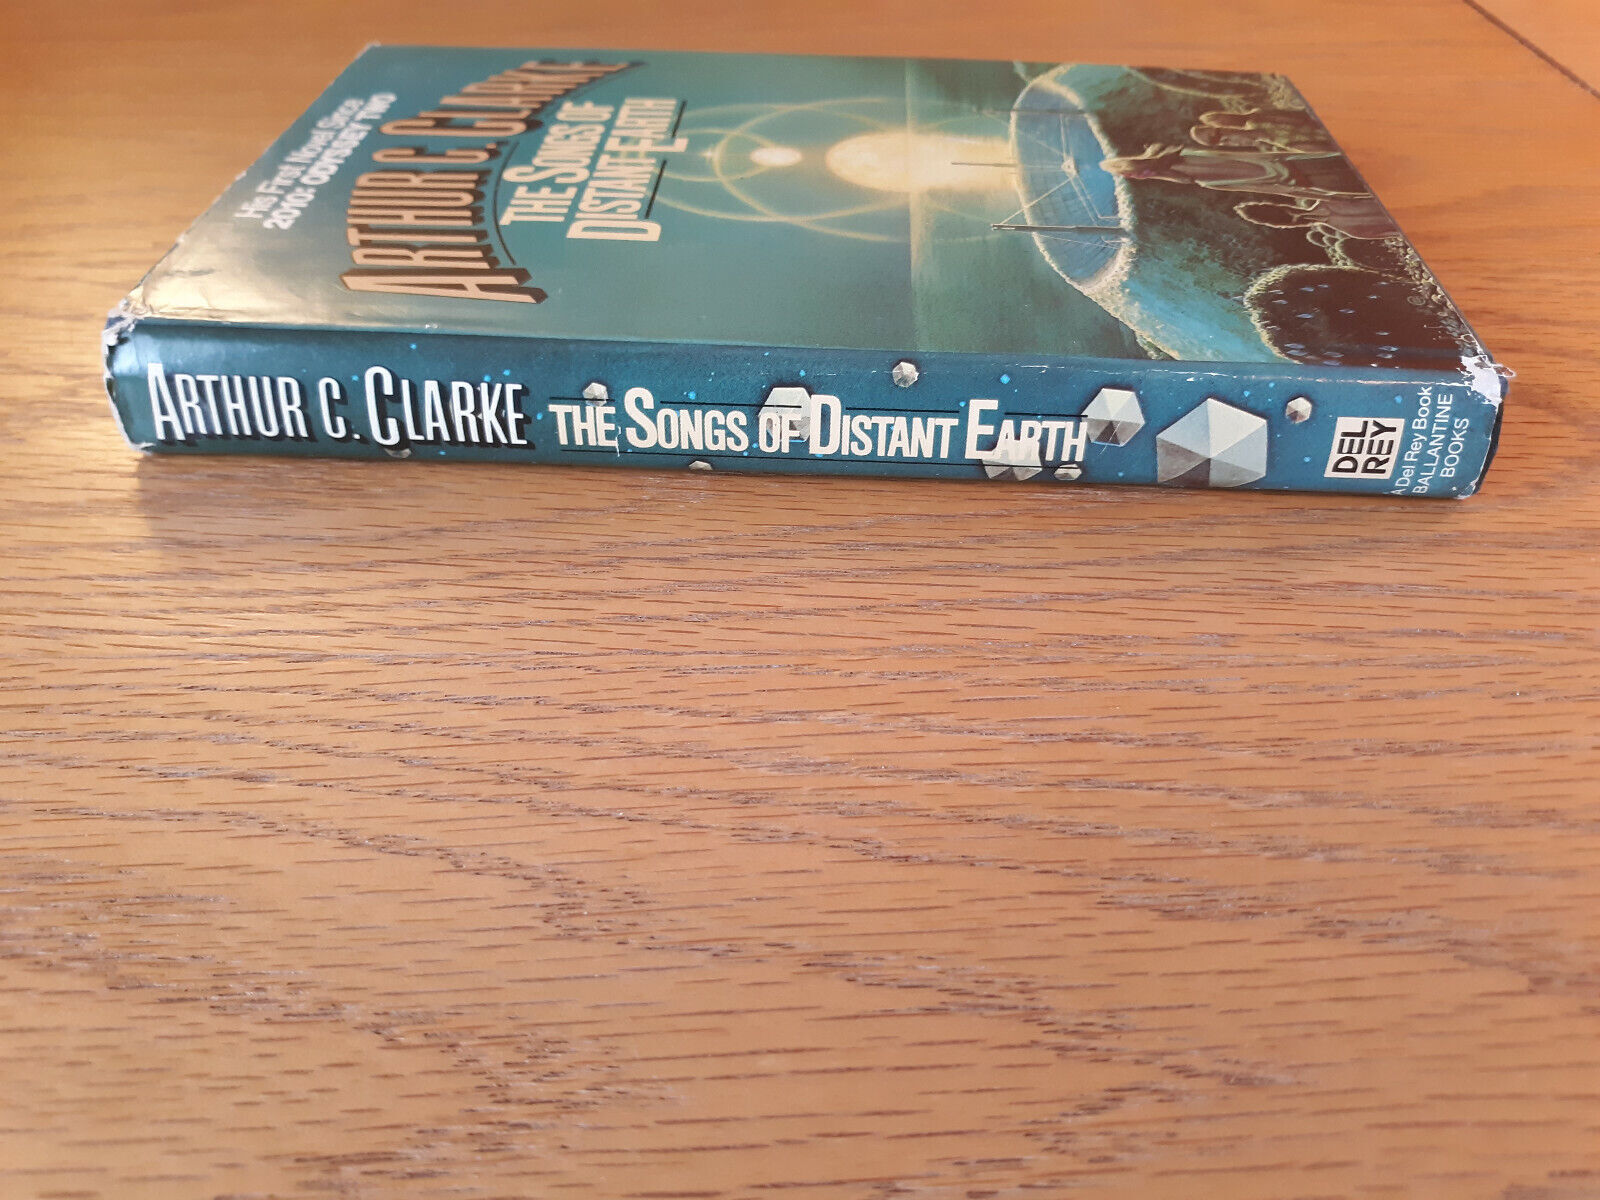 His First Novel Since
2010: ODYSSEY TWO
ARTHUR C. CLARKE
THE SONGS OF
DISTANT EARTH
ARTHUR C. CLARKE THE SONGS OF DISTANT EARTH
DEL
REY
A Del Rey Book
BALLANTINE
BOOKS